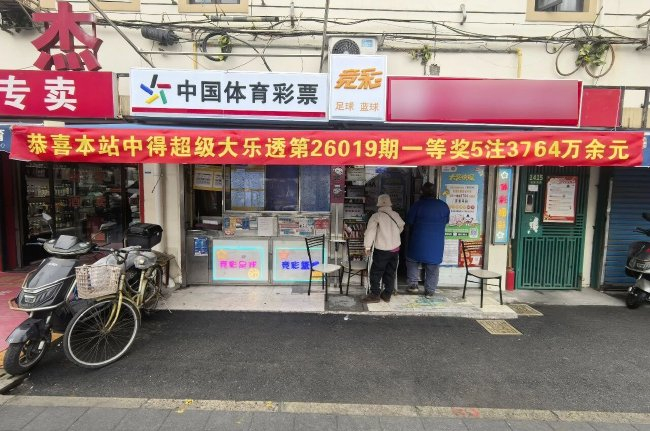 杰
专卖
中国体育彩票
竞彩
足球 蓝球
恭喜本站中得超级大乐透第26019期一等奖5注3764万余元
竞彩足球
竞彩篮球
1415